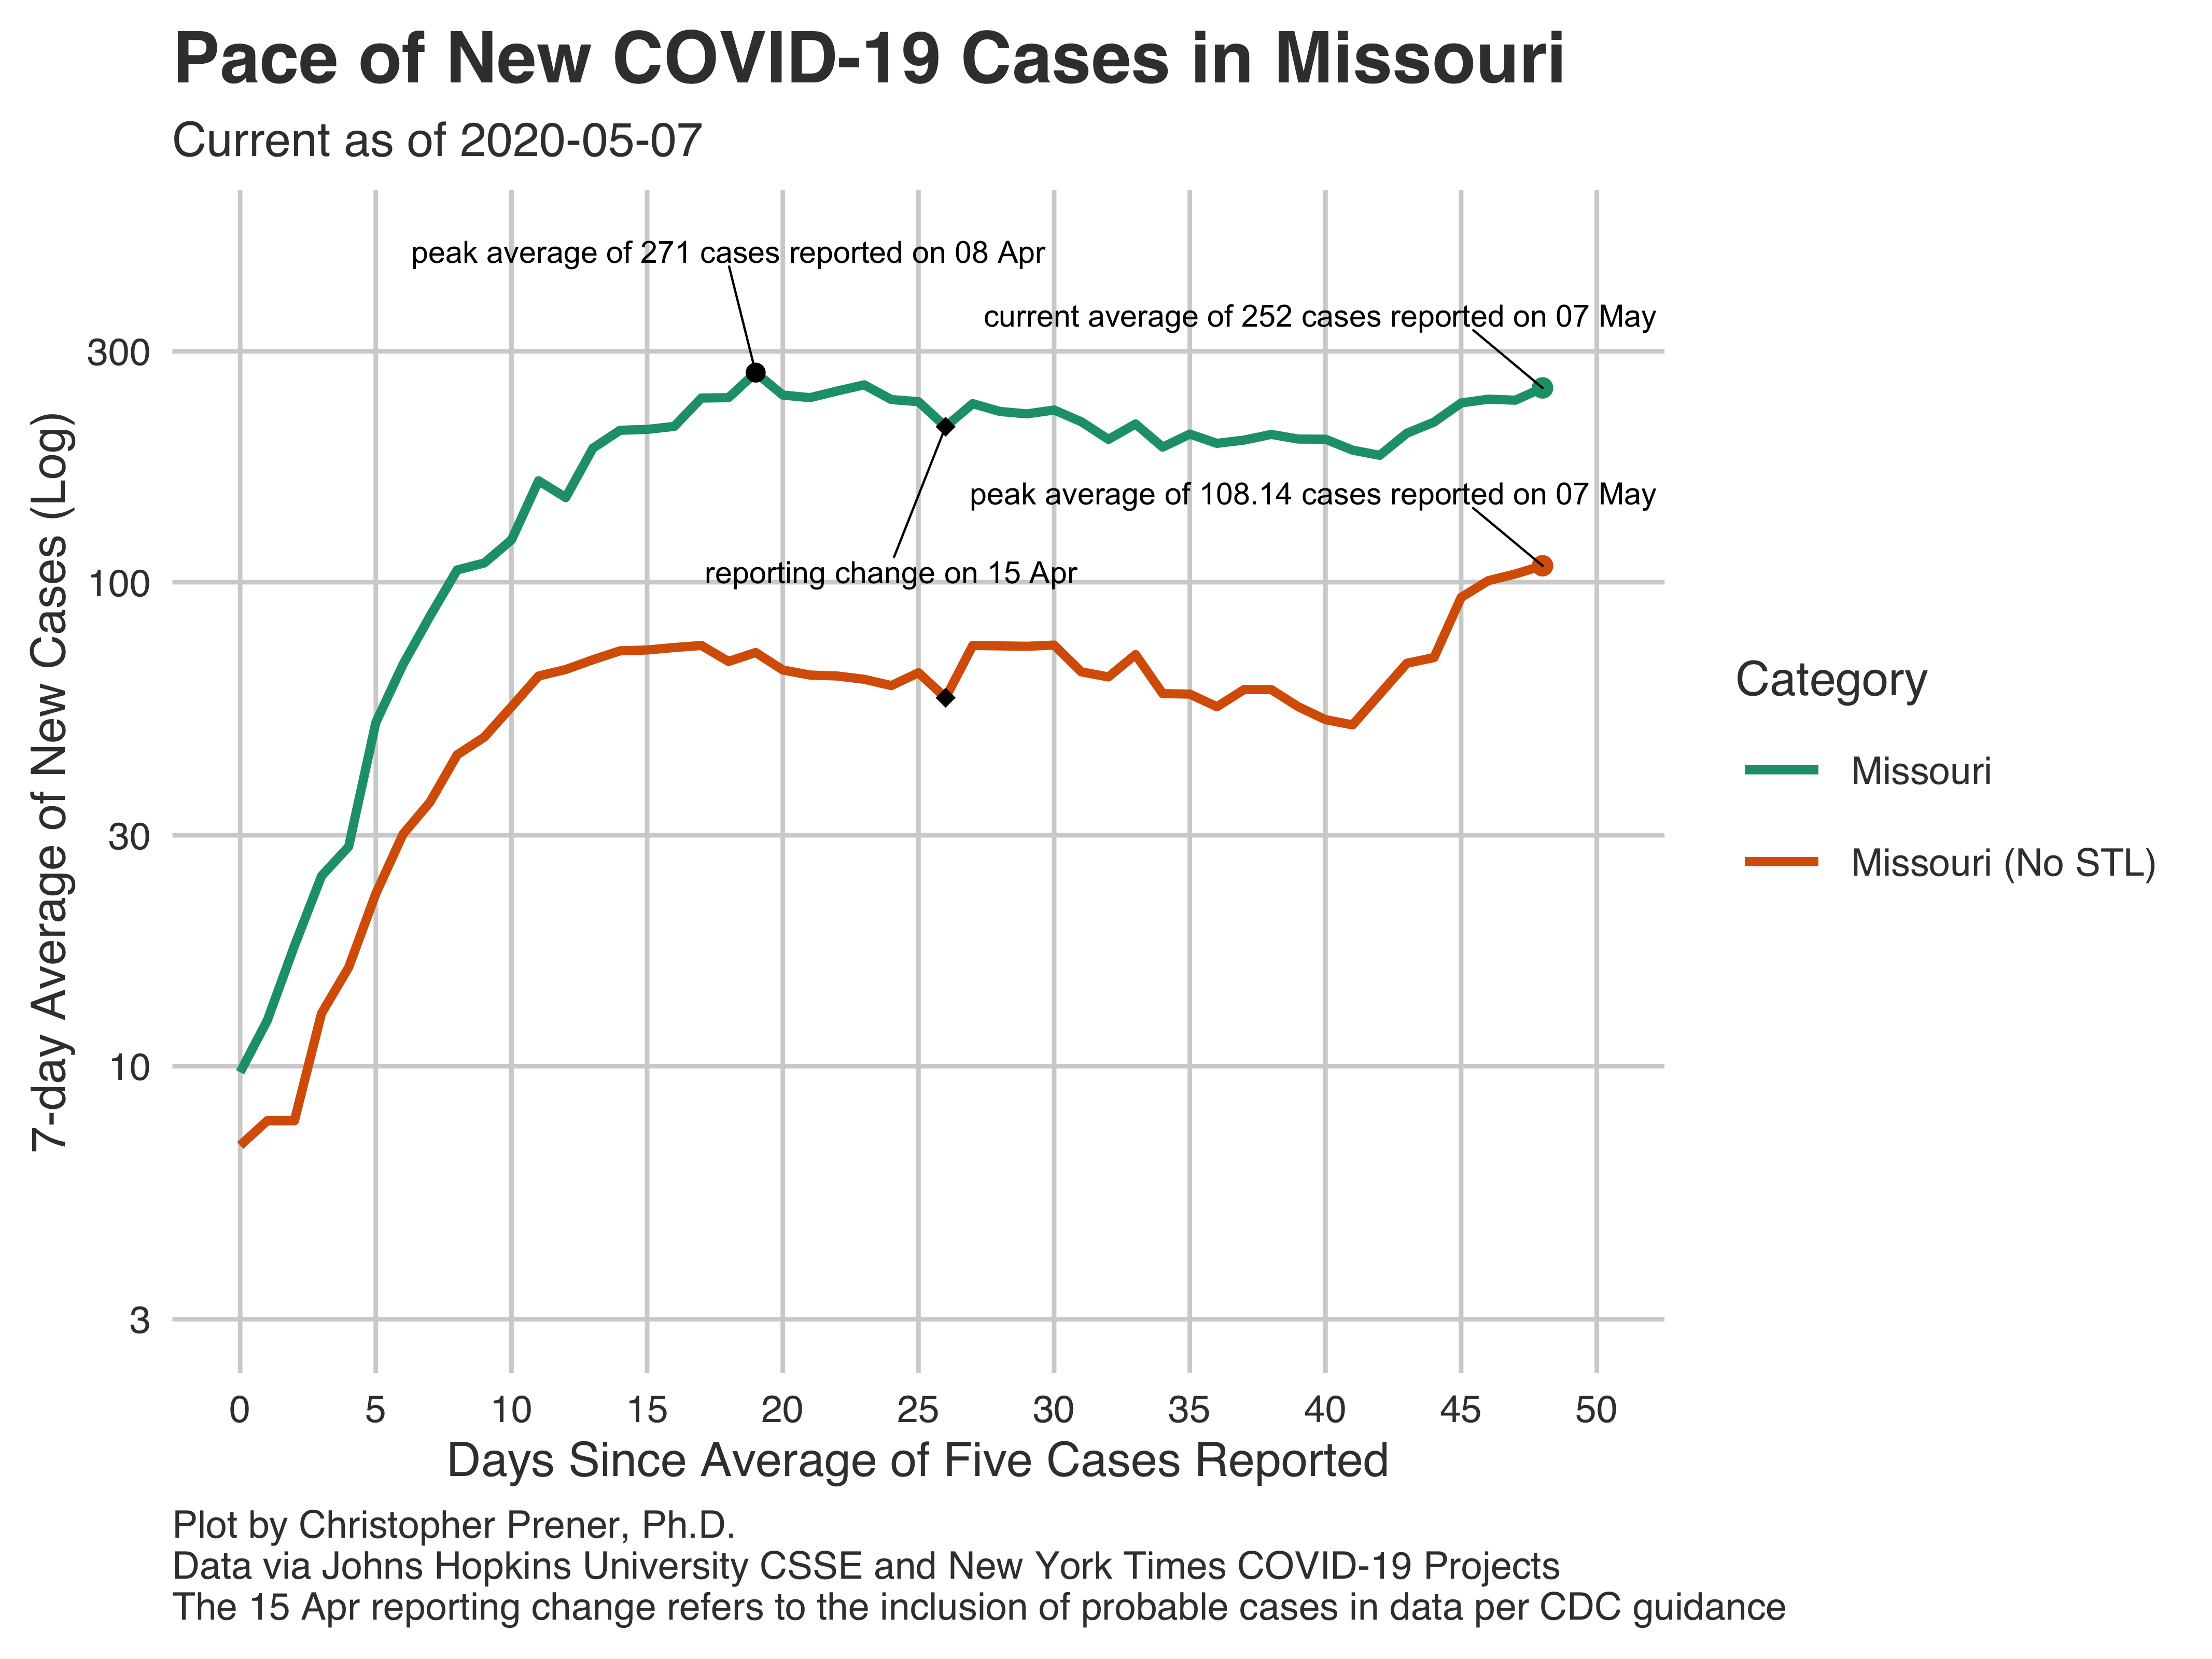 Pace of New COVID-19 Cases in Missouri
Current as of 2020-05-07
peak average of 271 cases reported on 08 Apr
current average of 252 cases reported on 07 May
peak average of 108.14 cases reported on 07 May
reporting change on 15 Apr
7-day Average of New Cases (Log)
300
100
30
10
3
0 5 10 15 20 25 30 35 40 45 50
Days Since Average of Five Cases Reported
Category
Missouri
Missouri (No STL)
Plot by Christopher Prener, Ph.D.
Data via Johns Hopkins University CSSE and New York Times COVID-19 Projects
The 15 Apr reporting change refers to the inclusion of probable cases in data per CDC guidance